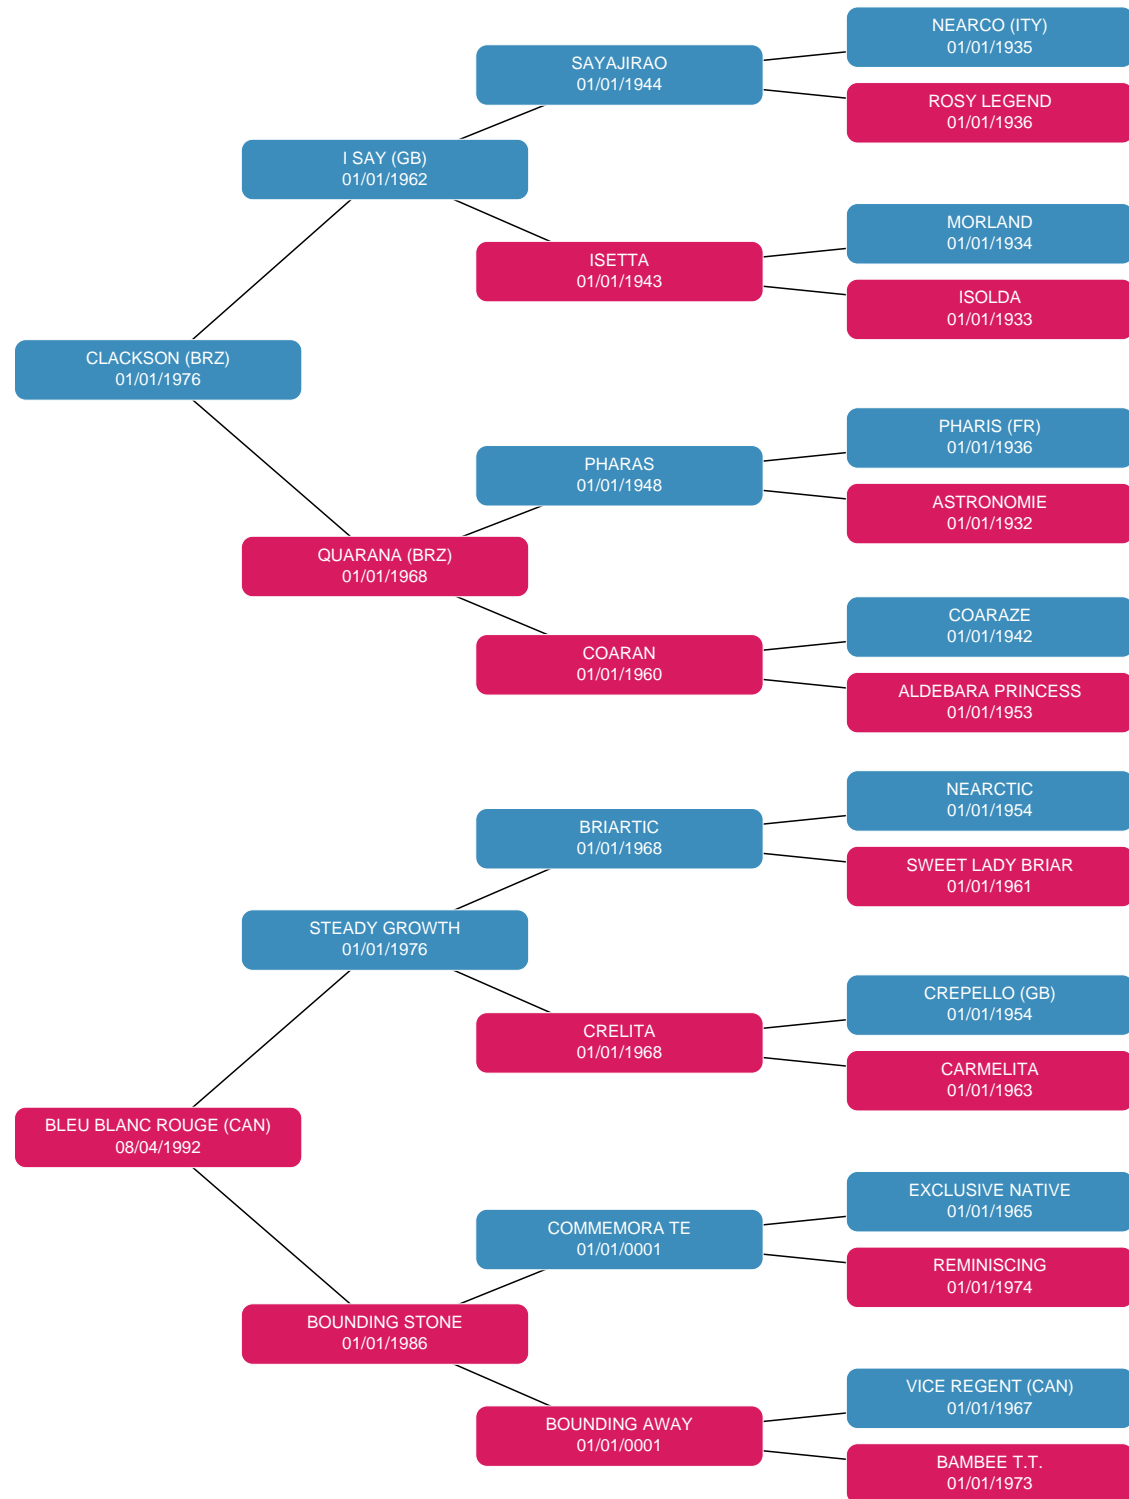 NEARCO (ITY)
01/01/1935
SAYAJIRAO
01/01/1944
ROSY LEGEND
01/01/1936
I SAY (GB)
01/01/1962
MORLAND
01/01/1934
ISETTA
01/01/1943
ISOLDA
01/01/1933
CLACKSON (BRZ)
01/01/1976
PHARIS (FR)
01/01/1936
PHARAS
01/01/1948
ASTRONOMIE
01/01/1932
QUARANA (BRZ)
01/01/1968
COARAZE
01/01/1942
COARAN
01/01/1960
ALDEBARA PRINCESS
01/01/1953
NEARCTIC
01/01/1954
BRIARTIC
01/01/1968
SWEET LADY BRIAR
01/01/1961
STEADY GROWTH
01/01/1976
CREPELLO (GB)
01/01/1954
CRELITA
01/01/1968
CARMELITA
01/01/1963
BLEU BLANC ROUGE (CAN)
08/04/1992
EXCLUSIVE NATIVE
01/01/1965
COMMEMORA TE
01/01/0001
REMINISCING
01/01/1974
BOUNDING STONE
01/01/1986
VICE REGENT (CAN)
01/01/1967
BOUNDING AWAY
01/01/0001
BAMBEE T.T.
01/01/1973